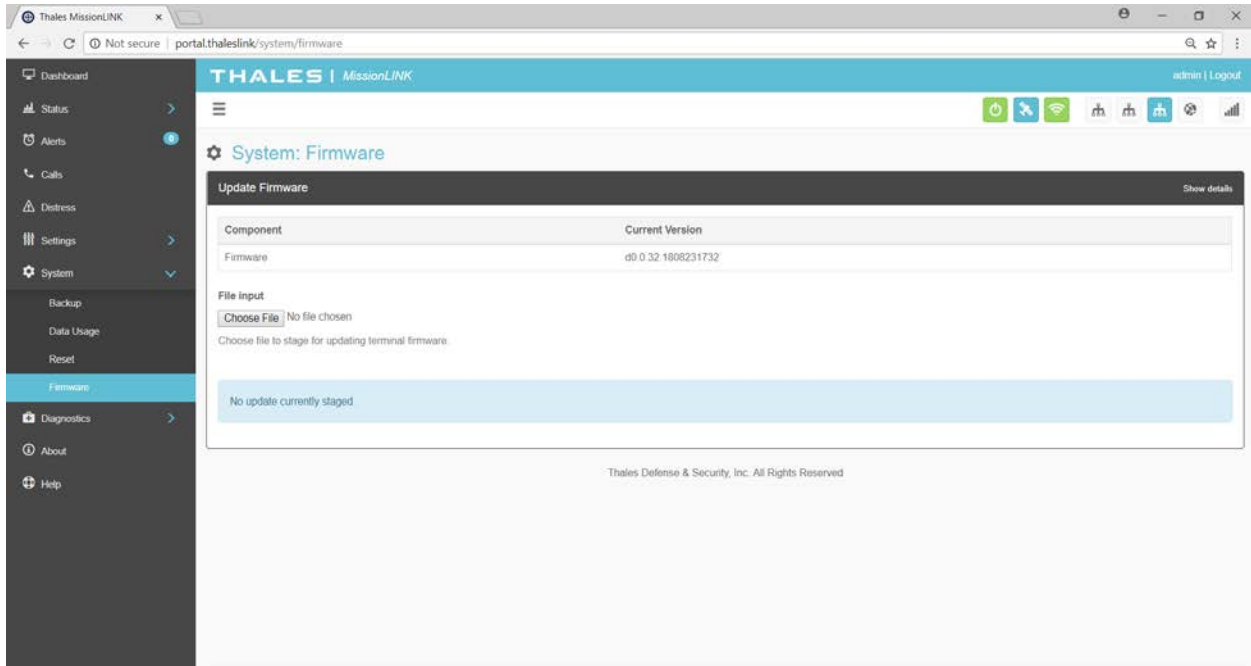 Thales MissionLINK
Not secure | portal.thaleslink/system/firmware
Dashboard
THALES | MissionLINK
admin | Logout
Status
Alerts
0
Calls
Distress
Settings
System
Backup
Data Usage
Reset
Firmware
Diagnostics
About
Help
System: Firmware
Update Firmware
Show details
Component
Current Version
Firmware
d0.0.32.1808231732
File input
Choose File No file chosen
Choose file to stage for updating terminal firmware.
No update currently staged
Thales Defense & Security, Inc. All Rights Reserved